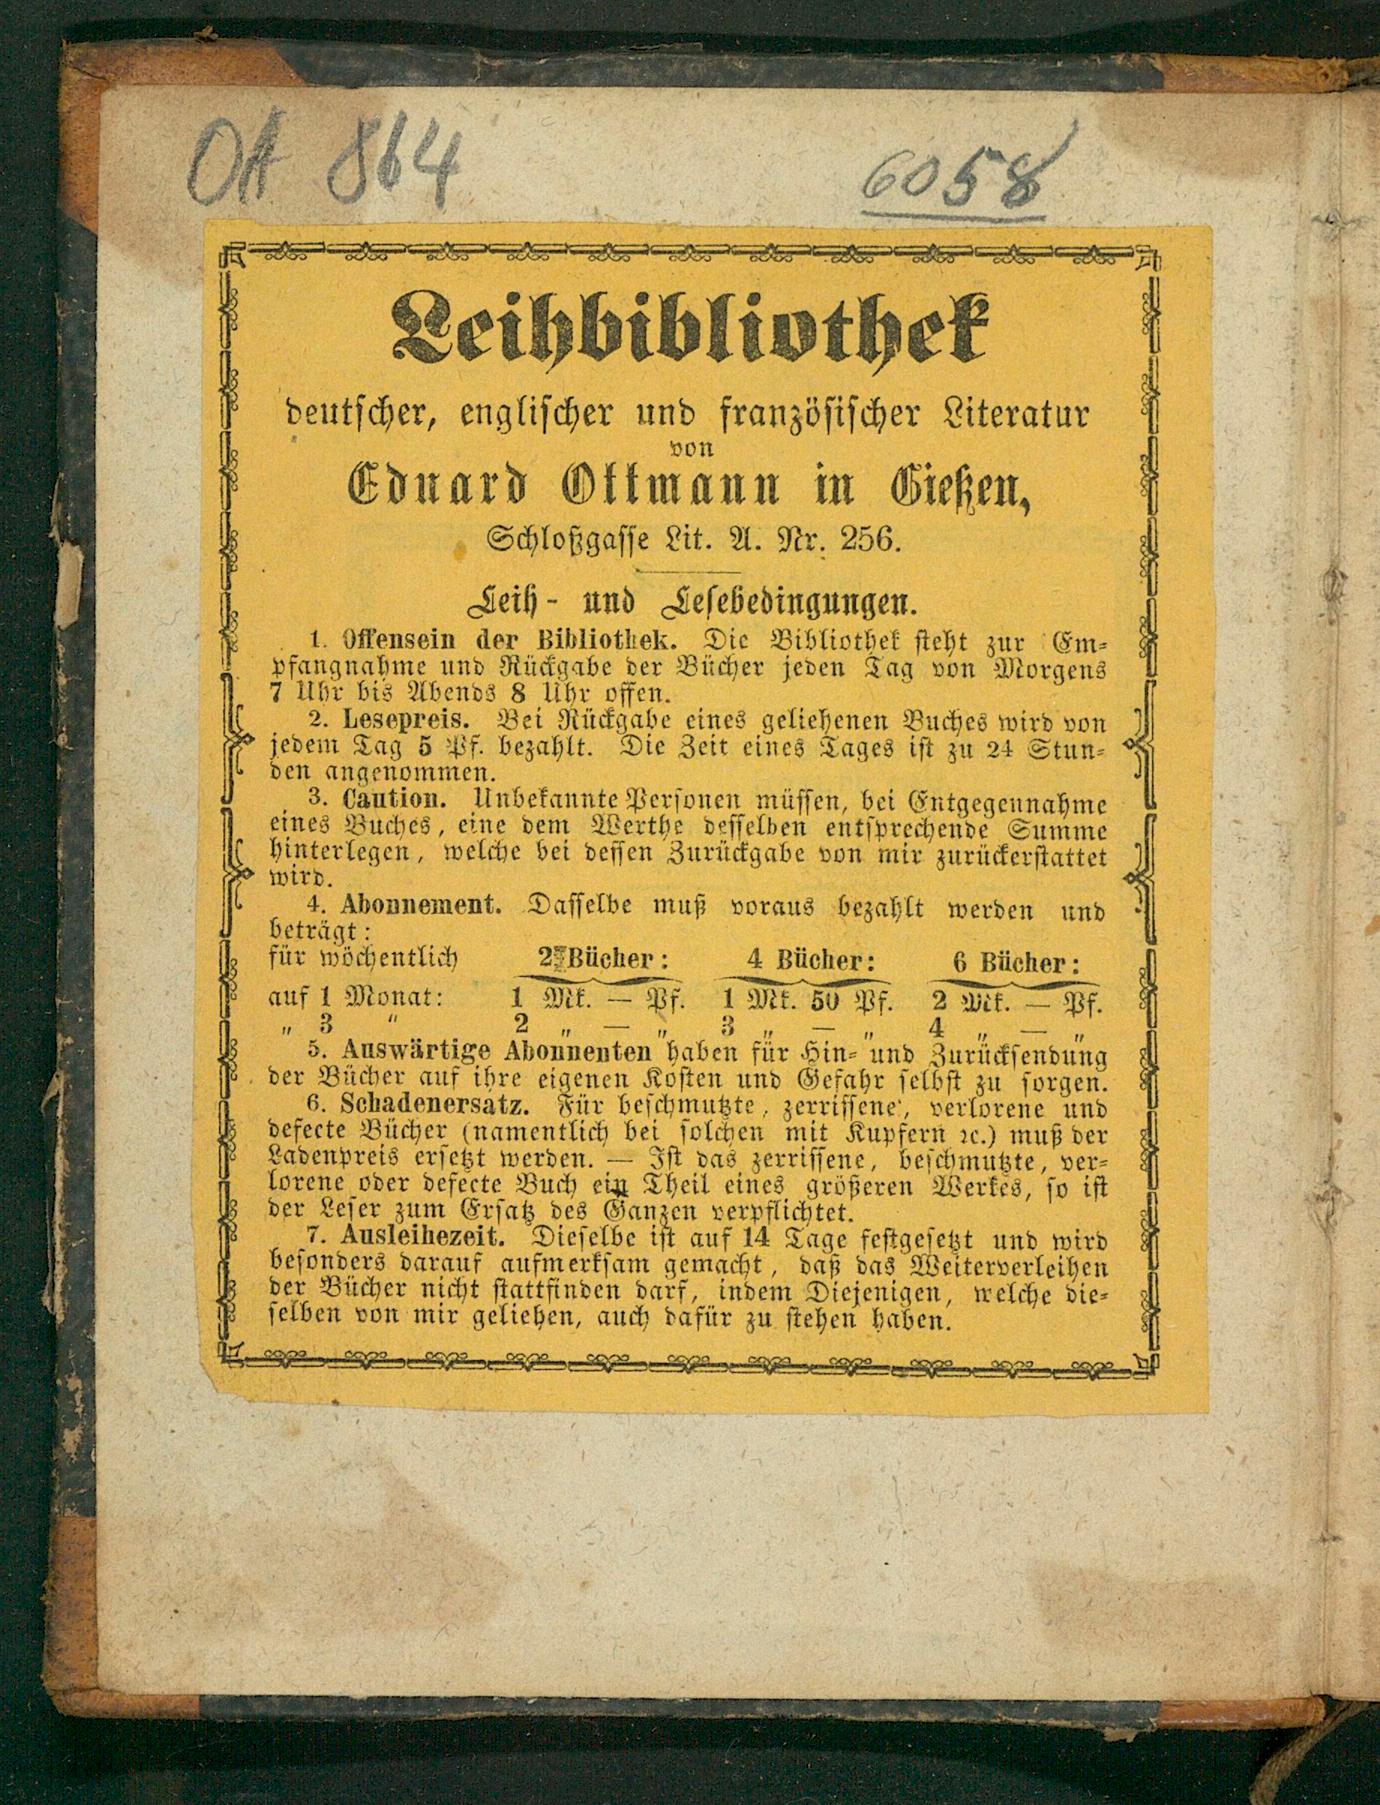 OA 864
6058
Leihbibliothek
deutscher, englischer und französischer Literatur
von
Eduard Ottmann in Gießen,
Schloßgasse Lit. A. Nr. 256.
Leih- und Lesebedingungen.
1. Offensein der Bibliothek. Die Bibliothek steht zur Em-
pfangnahme und Rückgabe der Bücher jeden Tag von Morgens
7 Uhr bis Abends 8 Uhr offen.
2. Lesepreis. Bei Rückgabe eines geliehenen Buches wird von
jedem Tag 5 Pf. bezahlt. Die Zeit eines Tages ist zu 24 Stun-
den angenommen.
3. Caution. Unbekannte Personen müssen, bei Entgegennahme
eines Buches, eine dem Werthe desselben entsprechende Summe
hinterlegen, welche bei dessen Zurückgabe von mir zurückerstattet
wird.
4. Abonnement. Dasselbe muß voraus bezahlt werden und
beträgt:
für wöchentlich 2 Bücher: 4 Bücher: 6 Bücher:
auf 1 Monat: 1 Mk. — Pf. 1 Mk. 50 Pf. 2 Mk. — Pf.
„ 3 „ 2 „ — „ 3 „ — „ 4 „ — „
5. Auswärtige Abonnenten haben für Hin- und Zurücksendung
der Bücher auf ihre eigenen Kosten und Gefahr selbst zu sorgen.
6. Schadenersatz. Für beschmutzte, zerrissene, verlorene und
defecte Bücher (namentlich bei solchen mit Kupfern ꝛc.) muß der
Ladenpreis ersetzt werden. — Ist das zerrissene, beschmutzte, ver-
lorene oder defecte Buch ein Theil eines größeren Werkes, so ist
der Leser zum Ersatz des Ganzen verpflichtet.
7. Ausleihezeit. Dieselbe ist auf 14 Tage festgesetzt und wird
besonders darauf aufmerksam gemacht, daß das Weiterverleihen
der Bücher nicht stattfinden darf, indem Diejenigen, welche die-
selben von mir geliehen, auch dafür zu stehen haben.